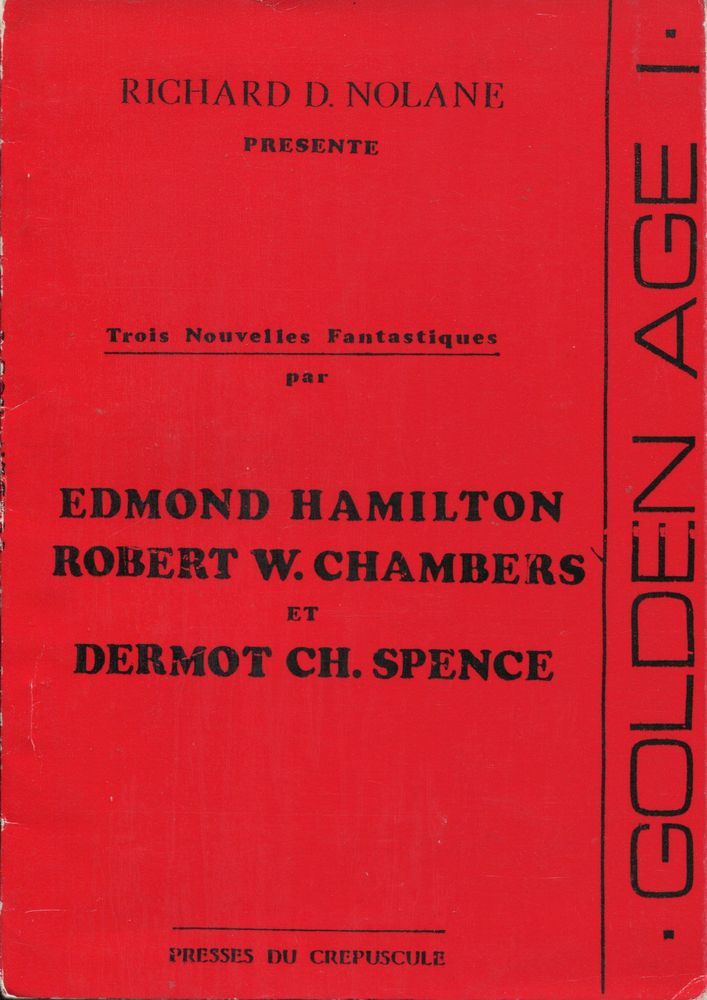 RICHARD D. NOLANE
PRESENTE
Trois Nouvelles Fantastiques
par
EDMOND HAMILTON
ROBERT W. CHAMBERS
ET
DERMOT CH. SPENCE
PRESSES DU CREPUSCULE
· GOLDEN AGE I ·